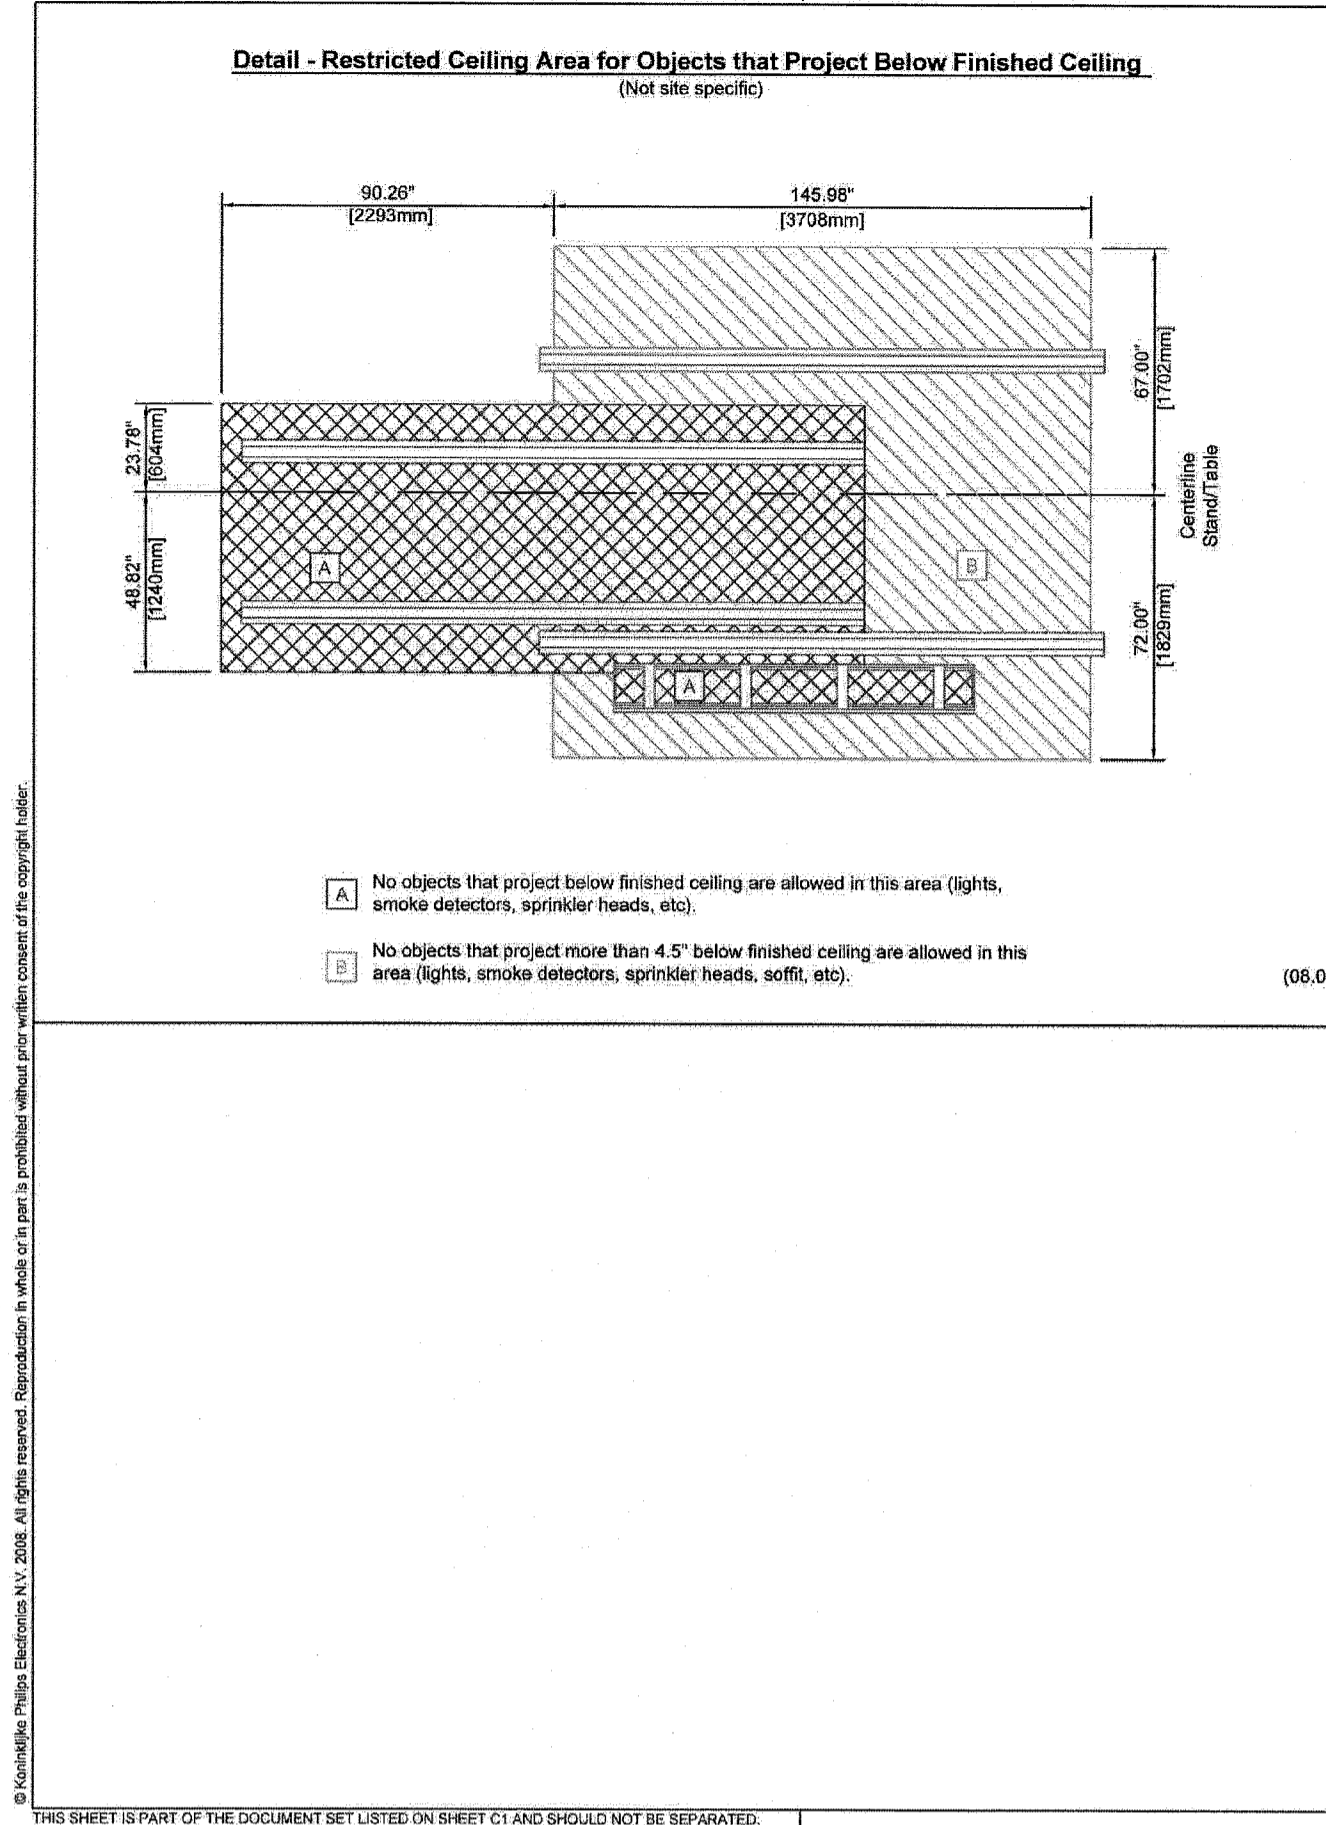 Detail - Restricted Ceiling Area for Objects that Project Below Finished Ceiling
(Not site specific)
90.26"
[2293mm]
145.98"
[3708mm]
67.00"
[1702mm]
23.78"
[604mm]
Centerline
Stand/Table
48.82"
[1240mm]
A
B
72.00"
[1829mm]
A
A
No objects that project below finished ceiling are allowed in this area (lights,
smoke detectors, sprinkler heads, etc).
B
No objects that project more than 4.5" below finished ceiling are allowed in this
area (lights, smoke detectors, sprinkler heads, soffit, etc).
(08.0
© Koninklijke Philips Electronics N.V. 2008. All rights reserved. Reproduction in whole or in part is prohibited without prior written consent of the copyright holder.
THIS SHEET IS PART OF THE DOCUMENT SET LISTED ON SHEET C1 AND SHOULD NOT BE SEPARATED.